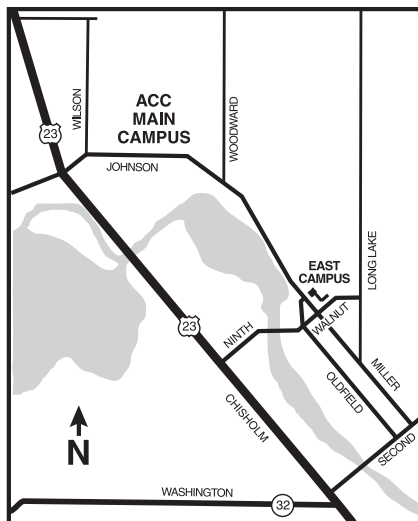 ACC
MAIN
CAMPUS
WILSON
WOODWARD
23
JOHNSON
LONG LAKE
EAST
CAMPUS
23
NINTH
WALNUT
MILLER
OLDFIELD
CHISHOLM
SECOND
N
WASHINGTON
32